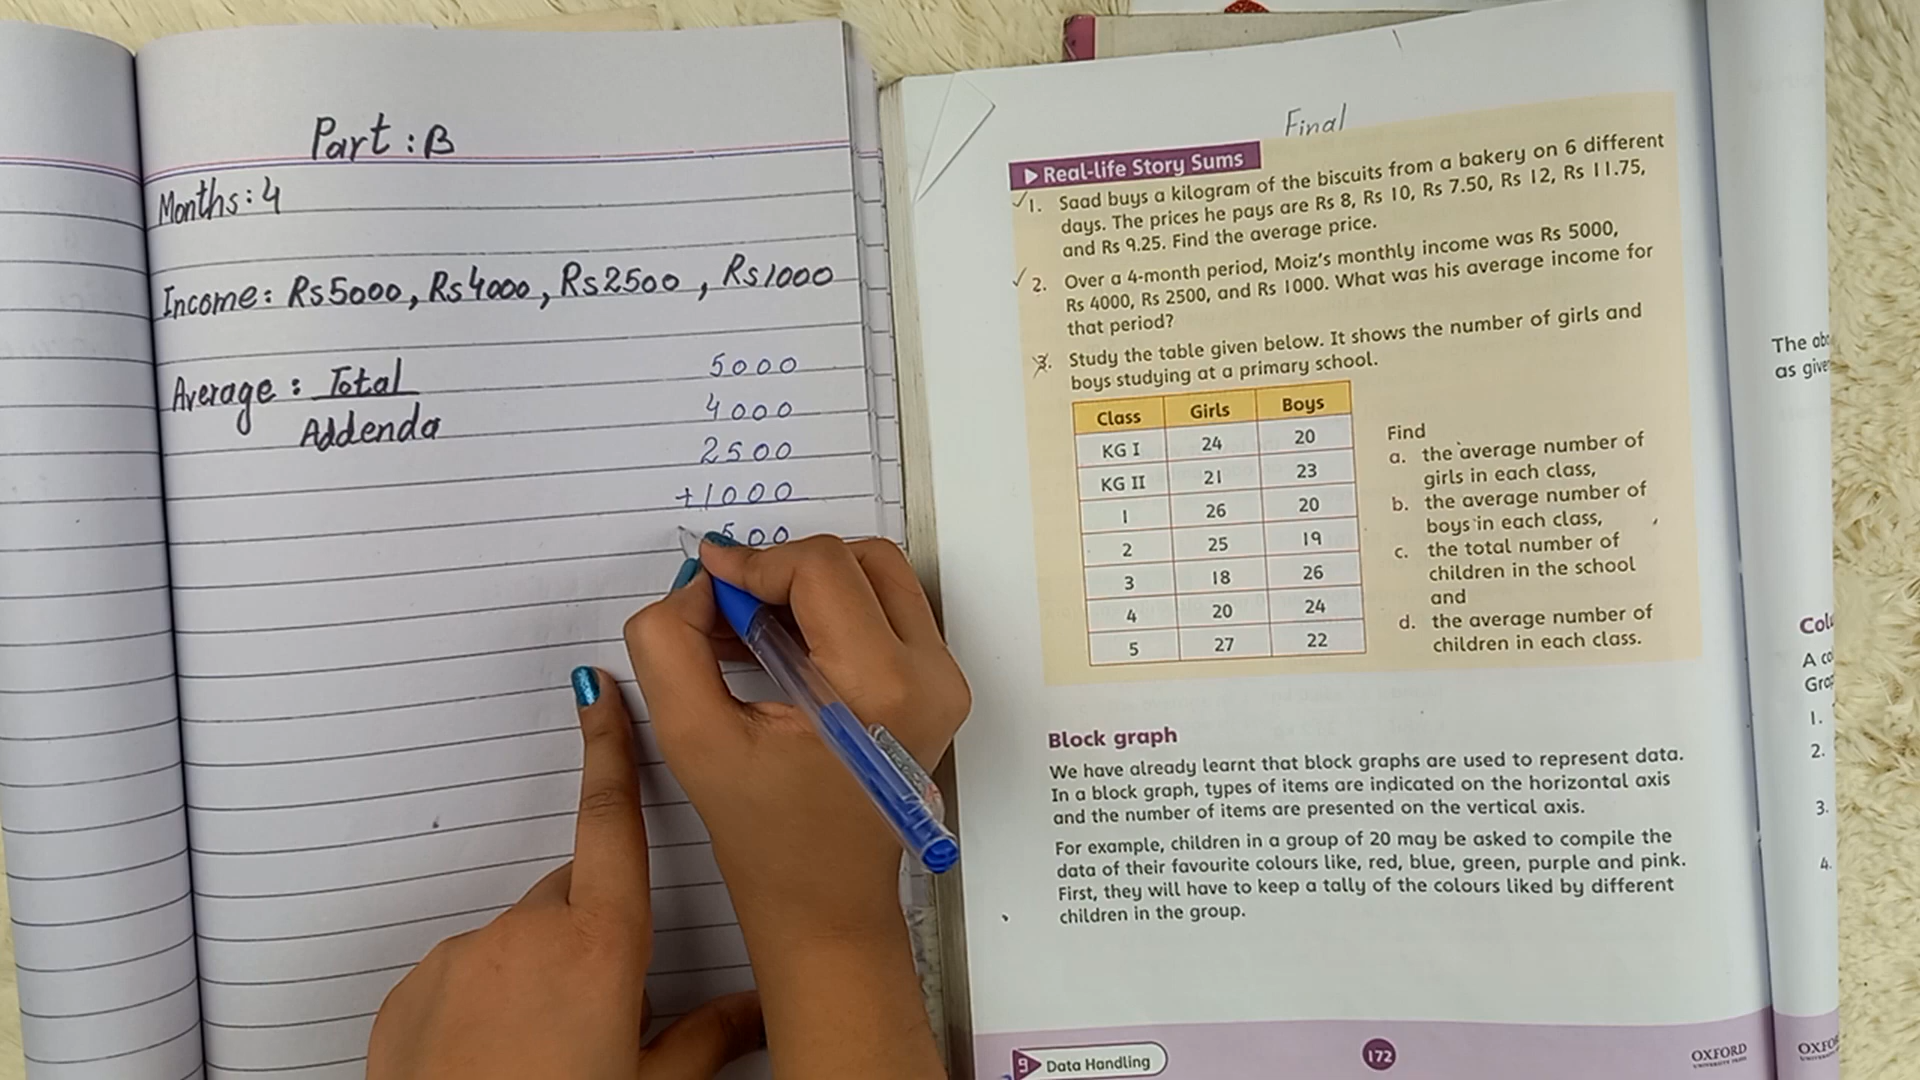 Part : B
Months : 4
Income : Rs 5000, Rs 4000, Rs 2500, Rs 1000
Average : Total
Addenda
5000
4000
2500
+1000
500
Final
Real-life Story Sums
1. Saad buys a kilogram of the biscuits from a bakery on 6 different
days. The prices he pays are Rs 8, Rs 10, Rs 7.50, Rs 12, Rs 11.75,
and Rs 9.25. Find the average price.
2. Over a 4-month period, Moiz's monthly income was Rs 5000,
Rs 4000, Rs 2500, and Rs 1000. What was his average income for
that period?
3. Study the table given below. It shows the number of girls and
boys studying at a primary school.
Class Girls Boys
KG I 24 20
KG II 21 23
1 26 20
2 25 19
3 18 26
4 20 24
5 27 22
Find
a. the average number of
girls in each class,
b. the average number of
boys in each class,
c. the total number of
children in the school
and
d. the average number of
children in each class.
Block graph
We have already learnt that block graphs are used to represent data.
In a block graph, types of items are indicated on the horizontal axis
and the number of items are presented on the vertical axis.
For example, children in a group of 20 may be asked to compile the
data of their favourite colours like, red, blue, green, purple and pink.
First, they will have to keep a tally of the colours liked by different
children in the group.
9 Data Handling
172
OXFORD
The
as
A
1.
2.
3.
4.